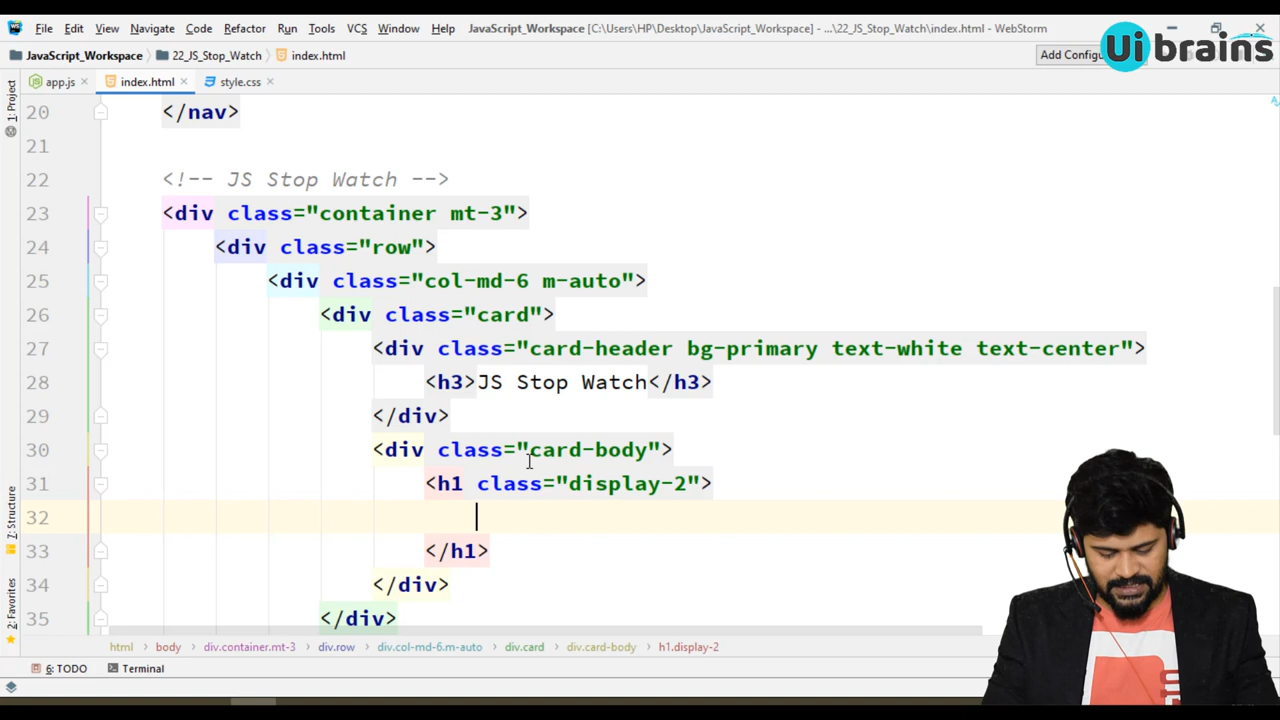 File Edit View Navigate Code Refactor Run Tools VCS Window Help JavaScript_Workspace [C:\Users\HP\Desktop\JavaScript_Workspace] - ...\22_JS_Stop_Watch\index.html - WebStorm
Ui brains
JavaScript_Workspace 22_JS_Stop_Watch index.html Add Configu
app.js index.html style.css
1: Project
7: Structure
2: Favorites
20 </nav>
21
22 <!-- JS Stop Watch -->
23 <div class="container mt-3">
24 <div class="row">
25 <div class="col-md-6 m-auto">
26 <div class="card">
27 <div class="card-header bg-primary text-white text-center">
28 <h3>JS Stop Watch</h3>
29 </div>
30 <div class="card-body">
31 <h1 class="display-2">
32
33 </h1>
34 </div>
35 </div>
html body div.container.mt-3 div.row div.col-md-6.m-auto div.card div.card-body h1.display-2
6: TODO Terminal